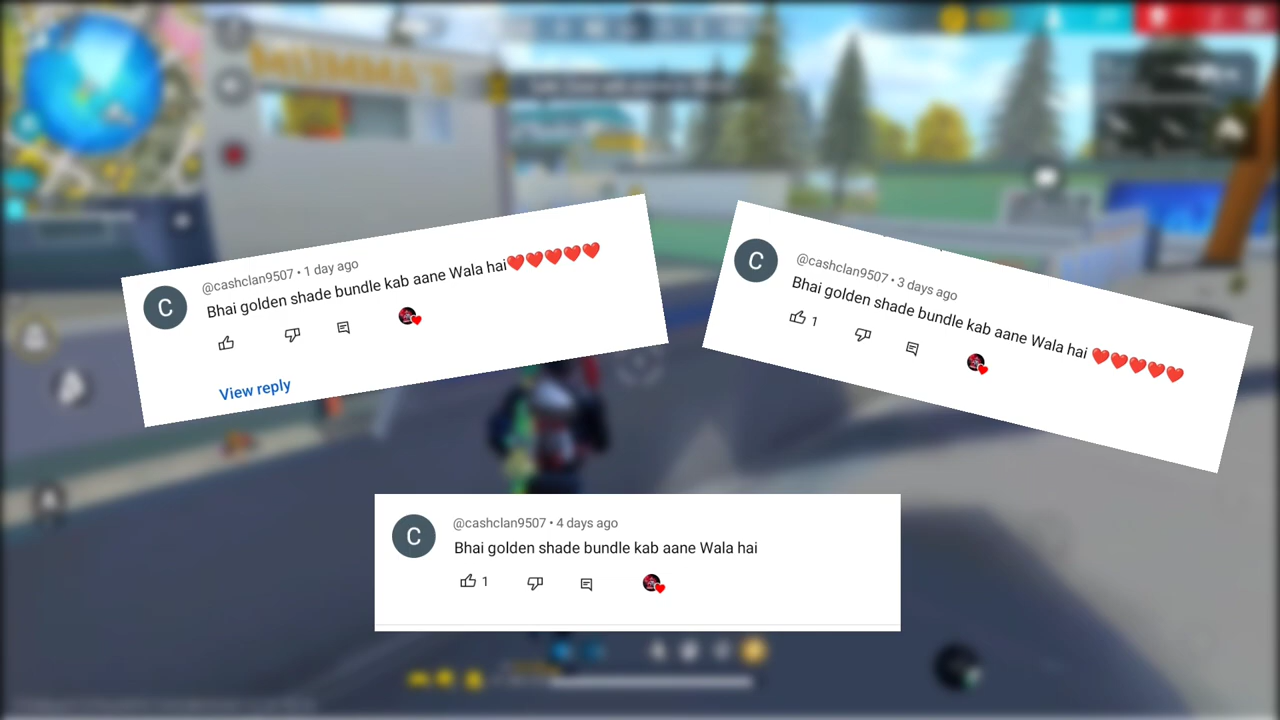 MUMMA'S
@cashclan9507 • 1 day ago
Bhai golden shade bundle kab aane Wala hai❤️❤️❤️❤️❤️
View reply
@cashclan9507 • 3 days ago
Bhai golden shade bundle kab aane Wala hai ❤️❤️❤️❤️❤️
1
@cashclan9507 • 4 days ago
Bhai golden shade bundle kab aane Wala hai
1